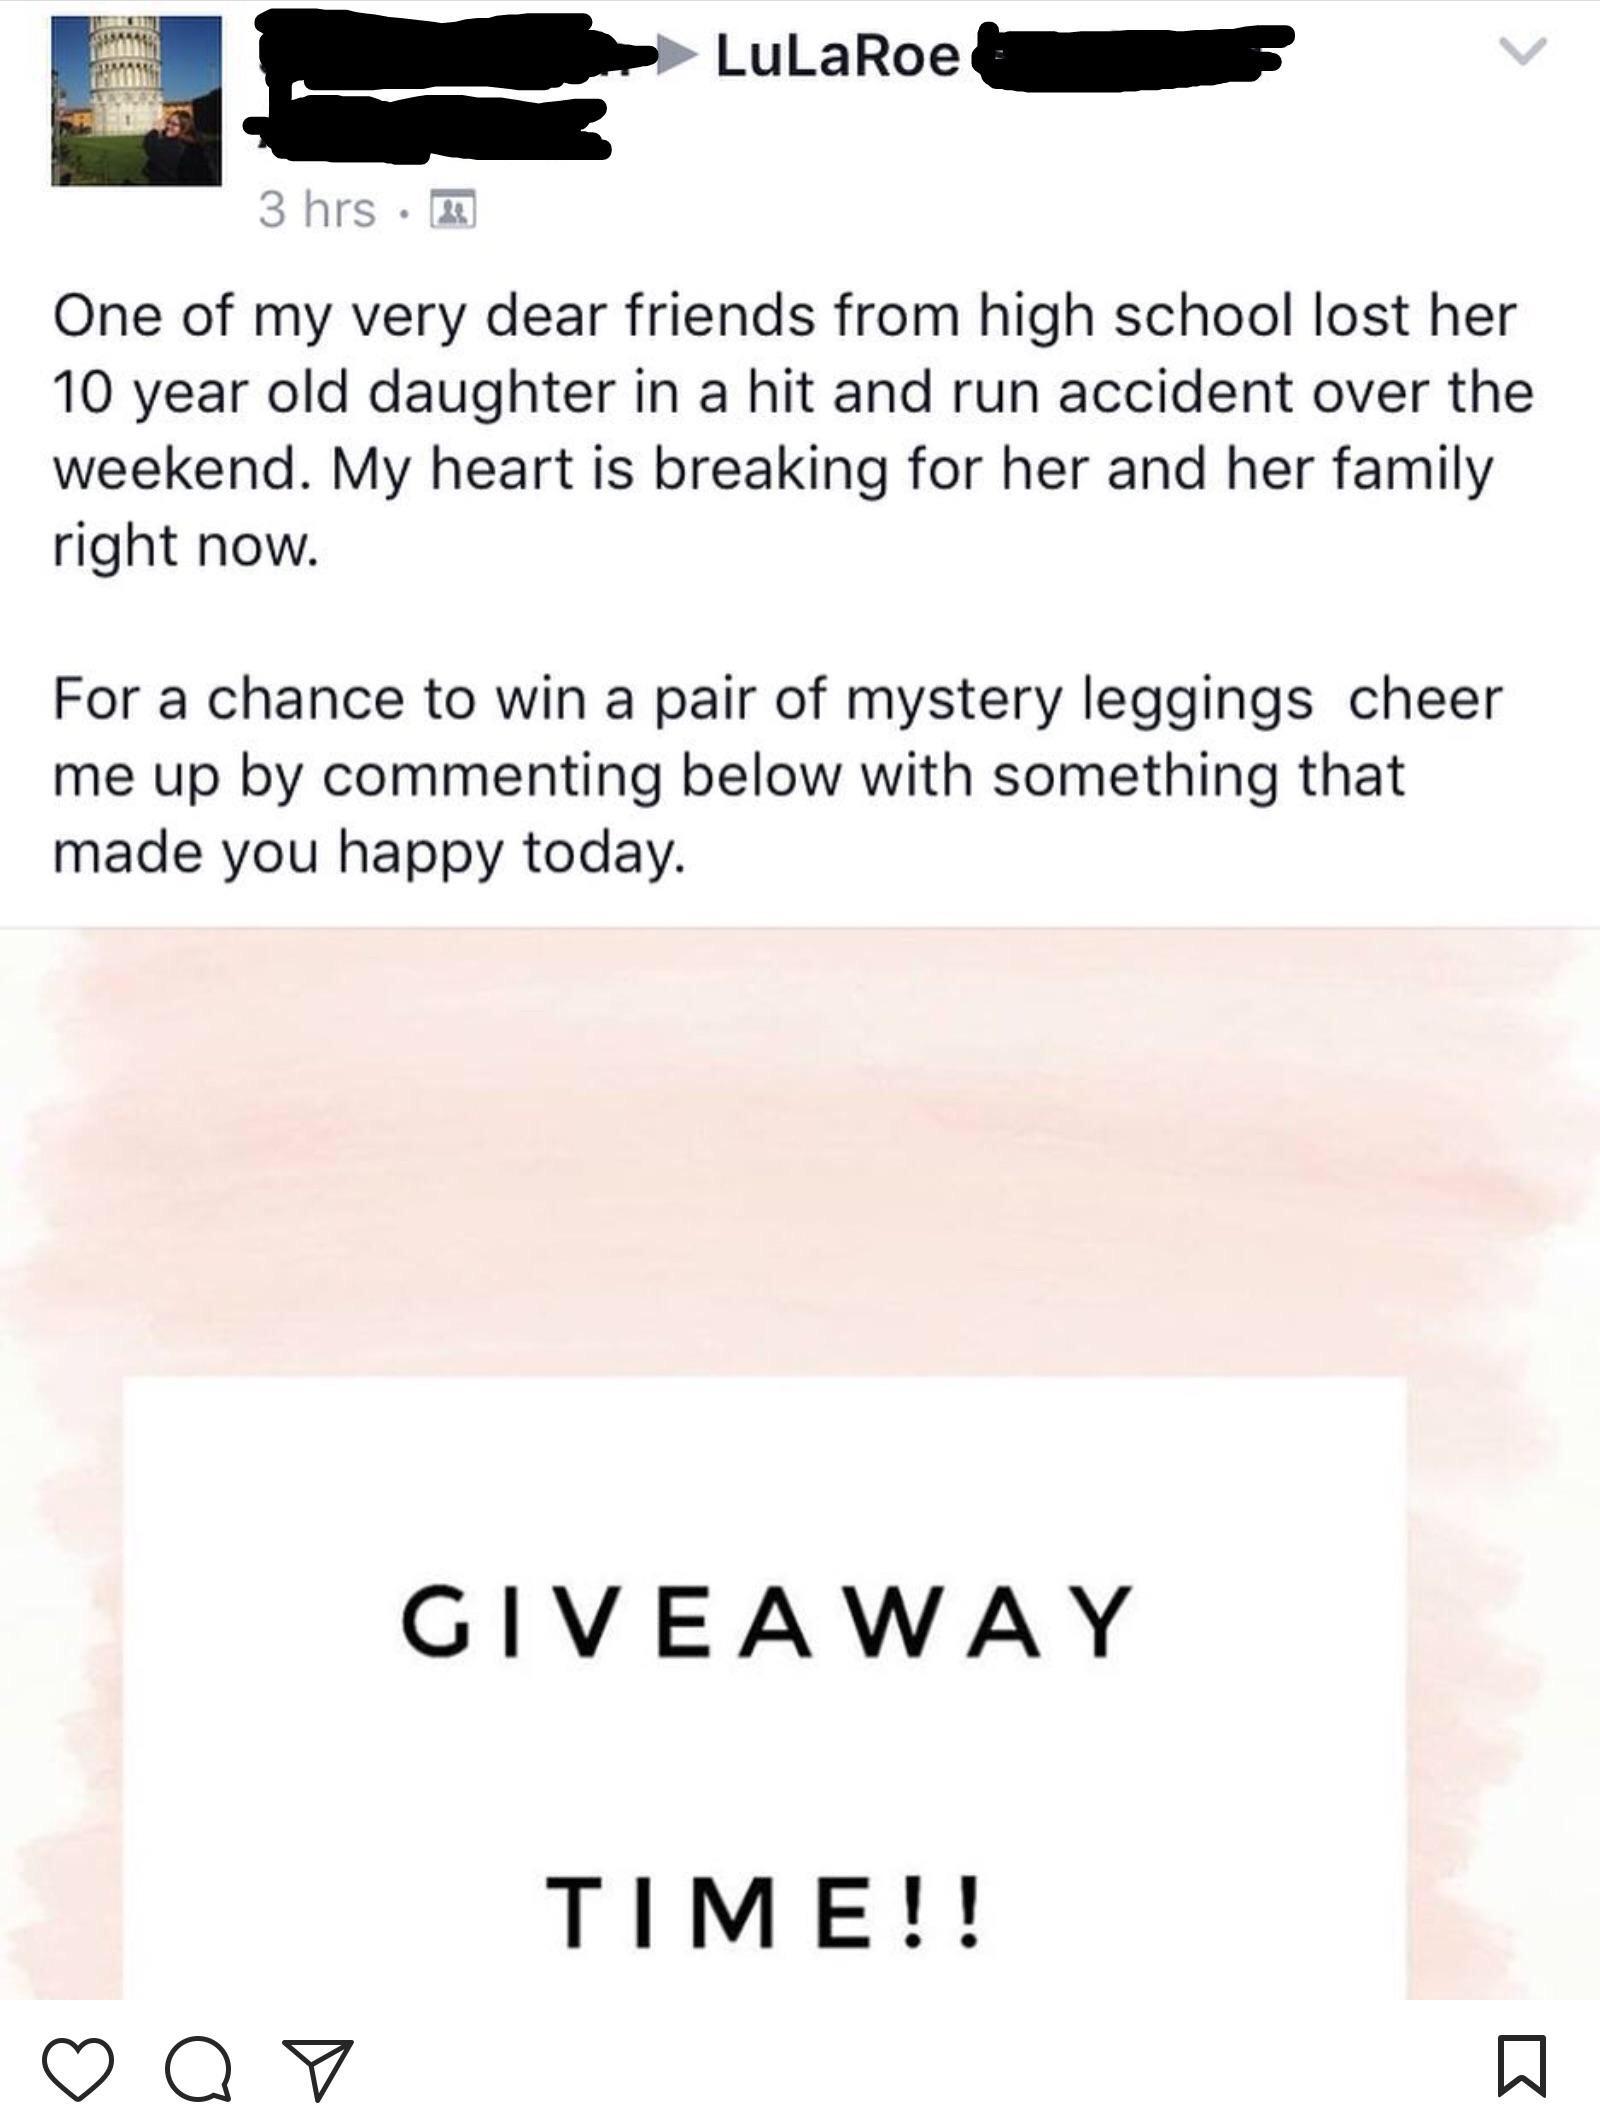 LuLaRoe
3 hrs ·
One of my very dear friends from high school lost her
10 year old daughter in a hit and run accident over the
weekend. My heart is breaking for her and her family
right now.
For a chance to win a pair of mystery leggings  cheer
me up by commenting below with something that
made you happy today.
GIVEAWAY
TIME!!